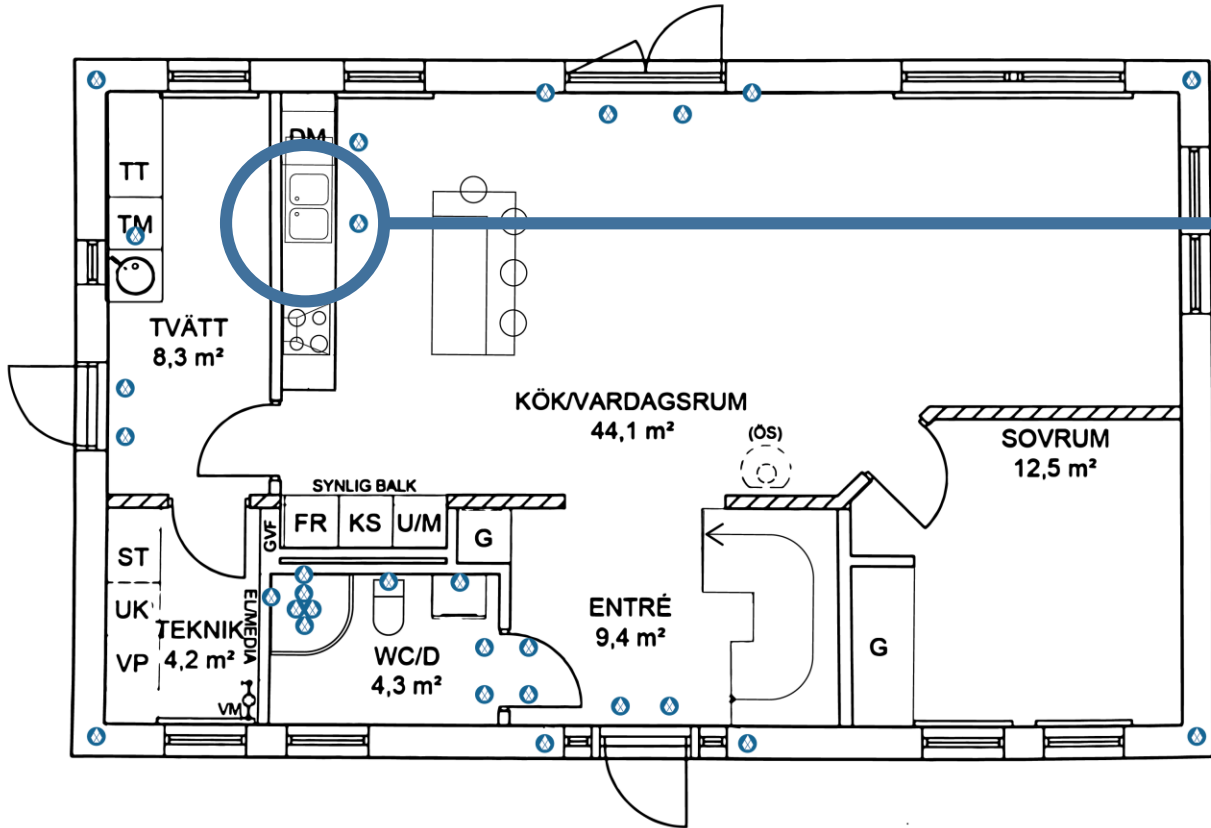 DM
TT
TM
TVÄTT
8,3 m²
KÖK/VARDAGSRUM
44,1 m²
(ÖS)
SOVRUM
12,5 m²
SYNLIG BALK
FR
KS
U/M
G
GVF
ST
UK
VP
TEKNIK
4,2 m²
EL/MEDIA
VM
WC/D
4,3 m²
ENTRÉ
9,4 m²
G